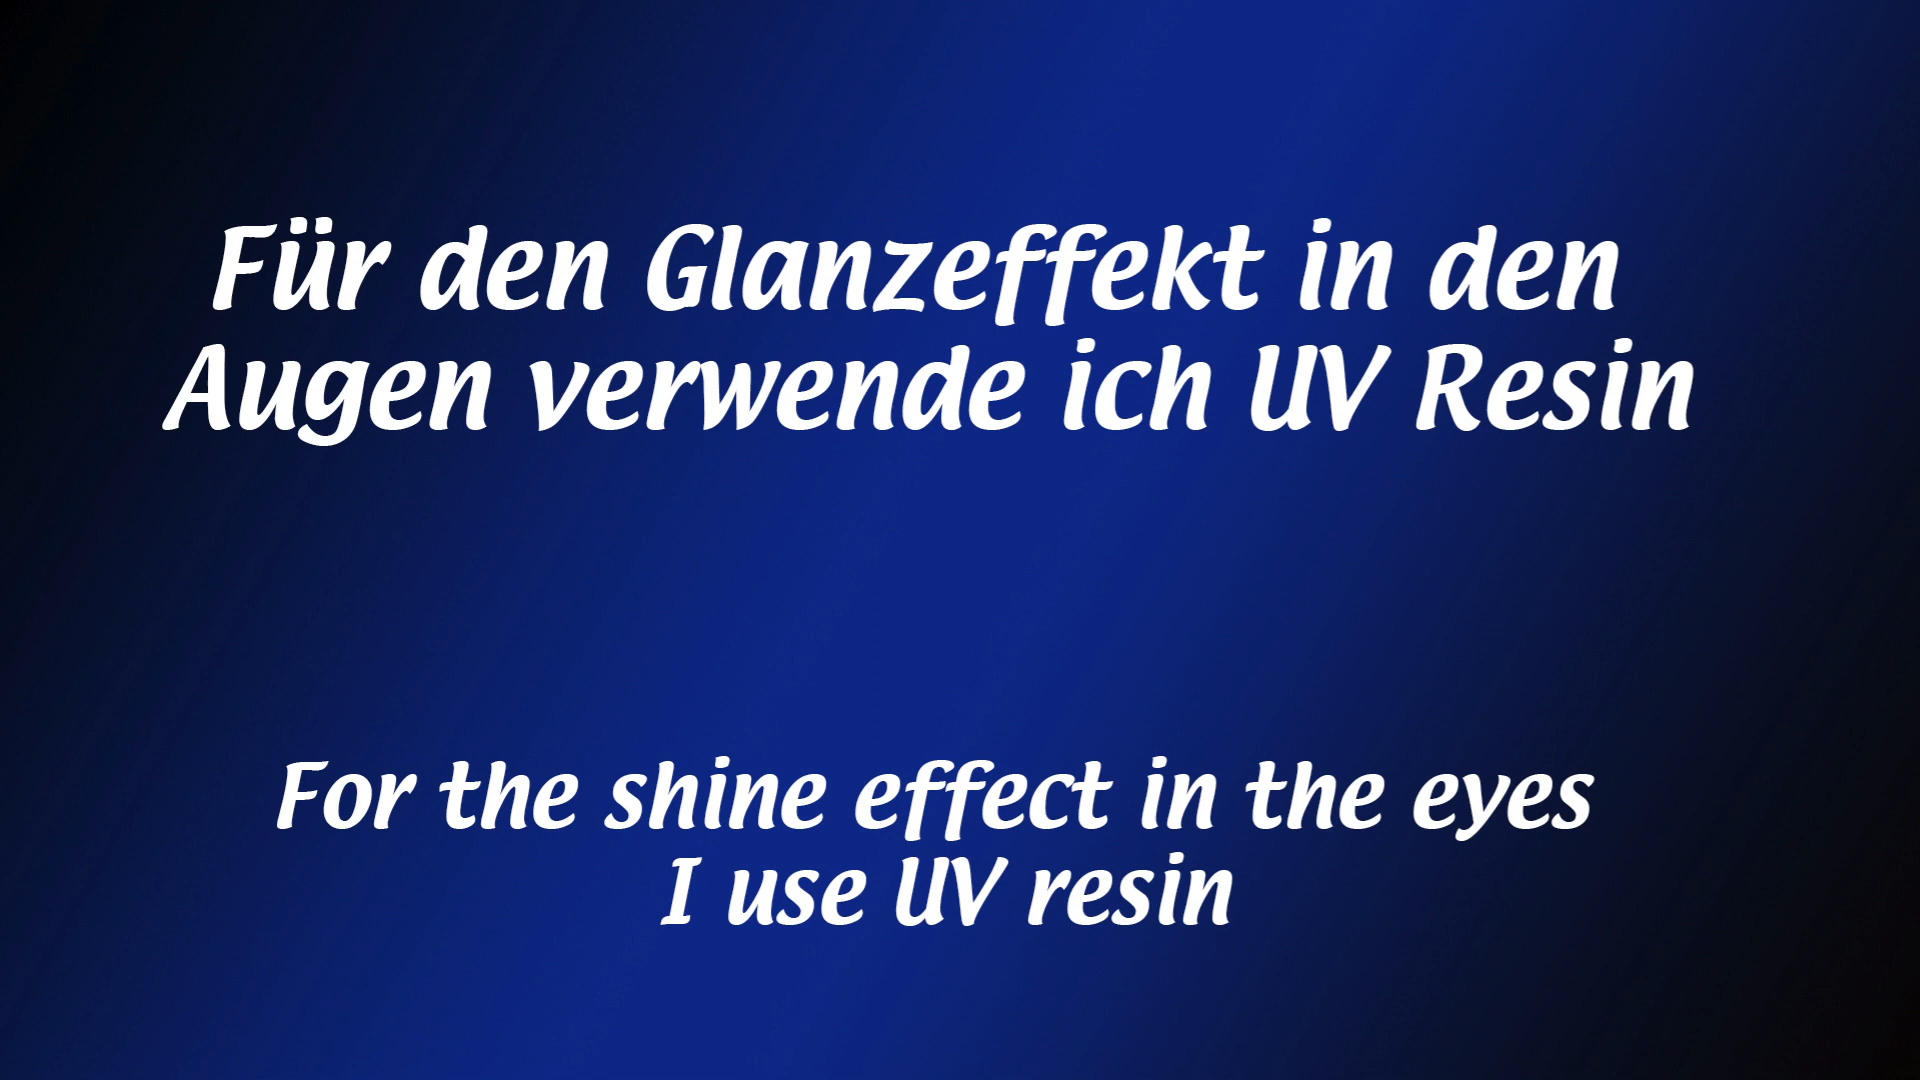 Für den Glanzeffekt in den
Augen verwende ich UV Resin
For the shine effect in the eyes
I use UV resin